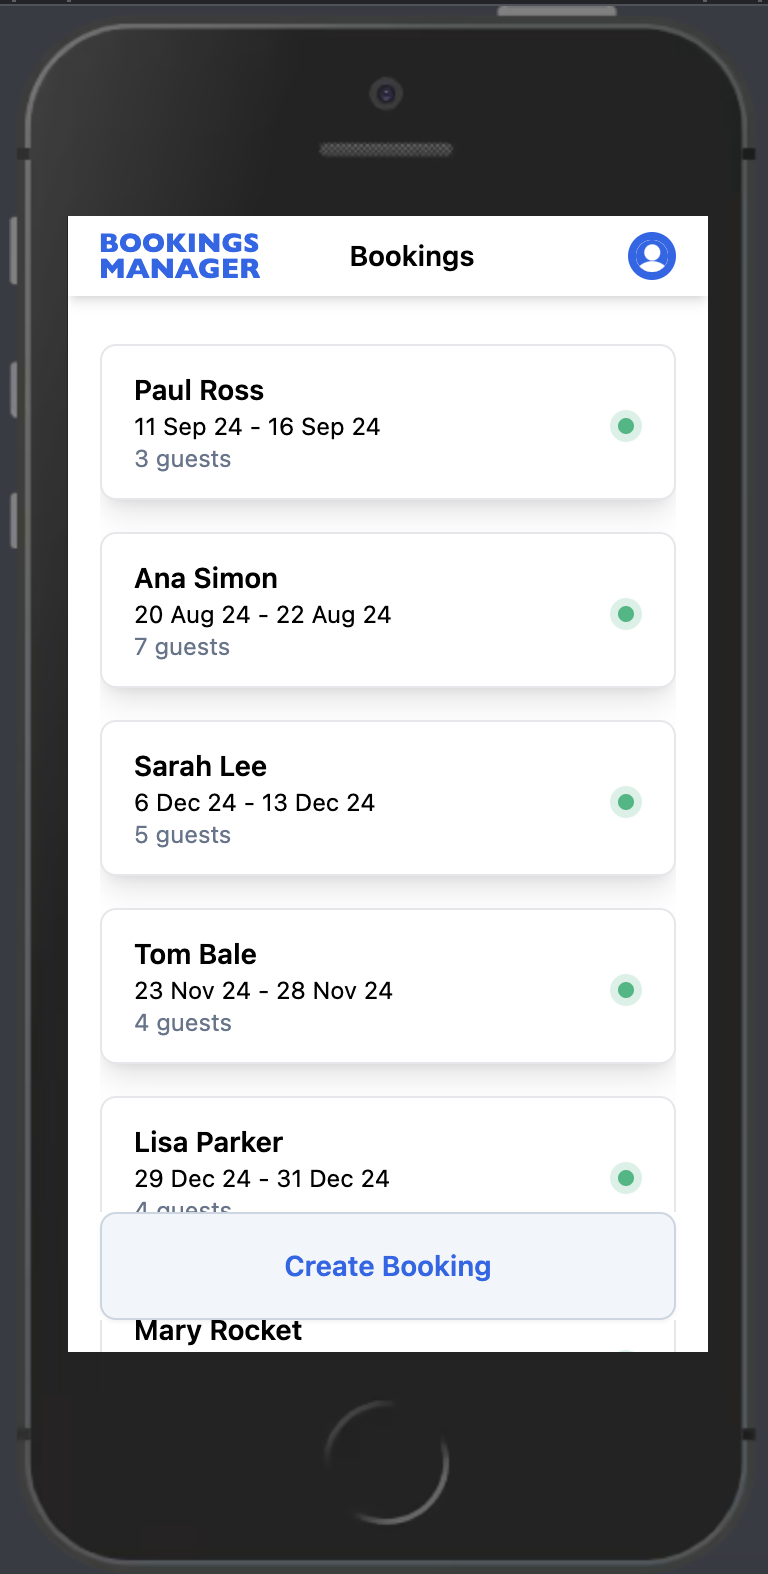 BOOKINGS
MANAGER
Bookings
Paul Ross
11 Sep 24 - 16 Sep 24
3 guests
Ana Simon
20 Aug 24 - 22 Aug 24
7 guests
Sarah Lee
6 Dec 24 - 13 Dec 24
5 guests
Tom Bale
23 Nov 24 - 28 Nov 24
4 guests
Lisa Parker
29 Dec 24 - 31 Dec 24
4 guests
Create Booking
Mary Rocket